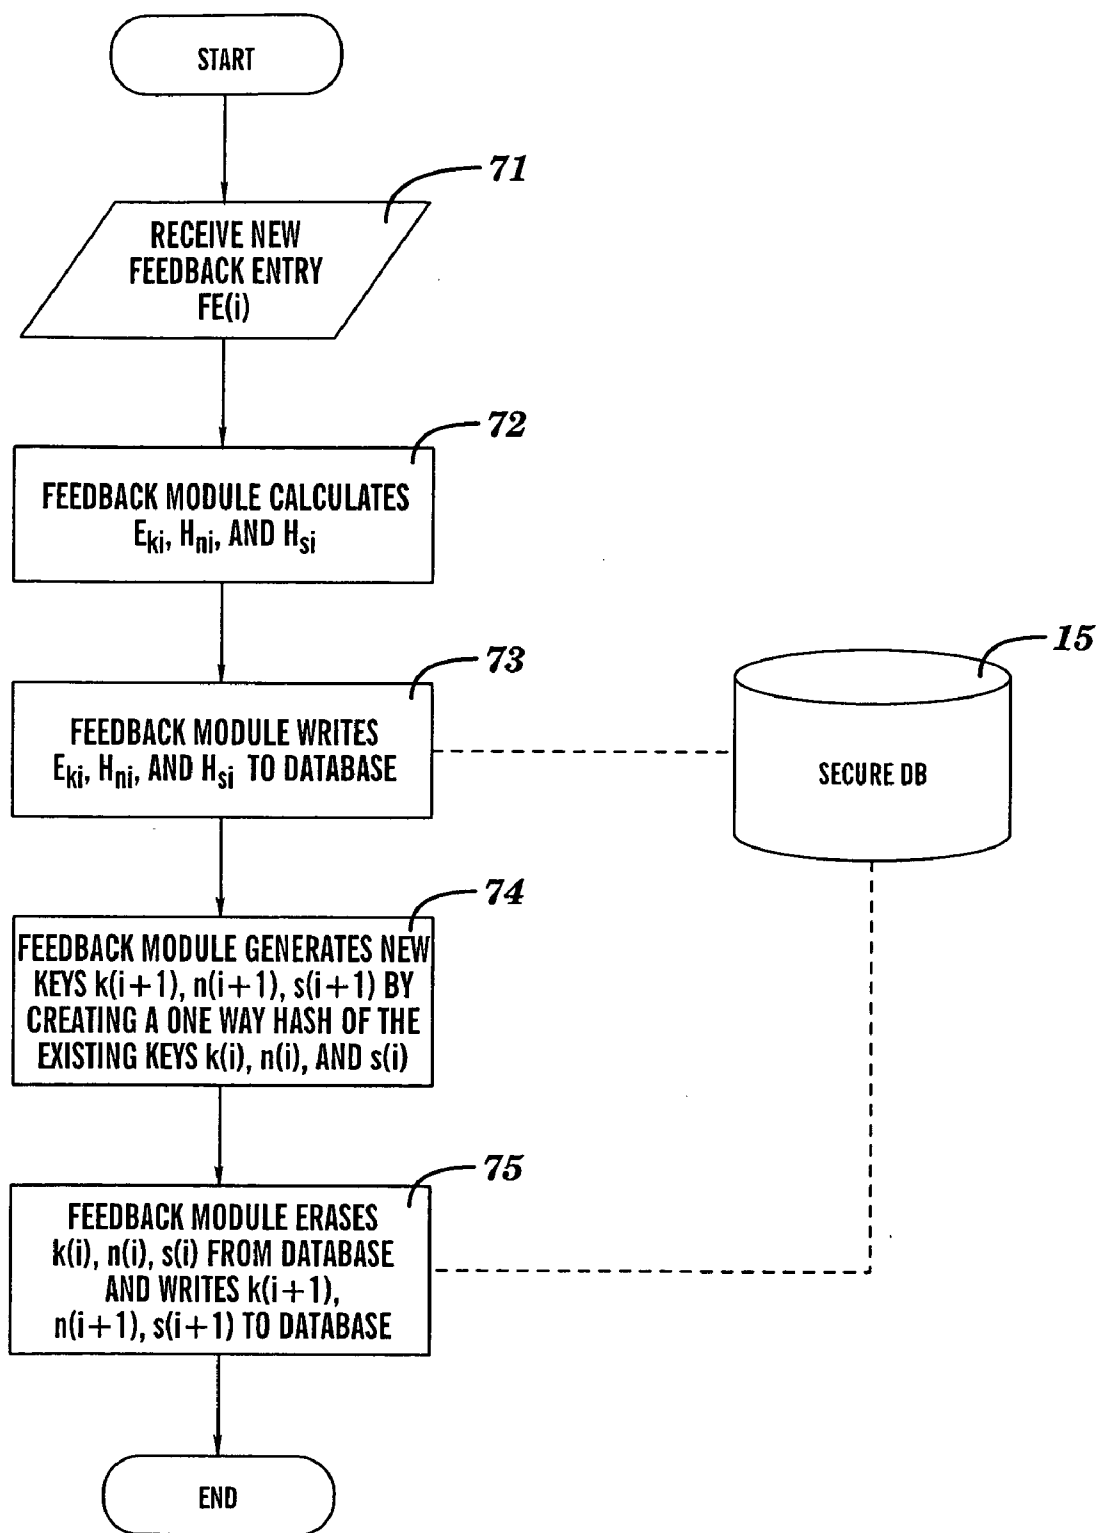 START
71
RECEIVE NEW
FEEDBACK ENTRY
FE(i)
72
FEEDBACK MODULE CALCULATES
Eki, Hni, AND Hsi
73
FEEDBACK MODULE WRITES
Eki, Hni, AND Hsi TO DATABASE
15
SECURE DB
74
FEEDBACK MODULE GENERATES NEW
KEYS k(i+1), n(i+1), s(i+1) BY
CREATING A ONE WAY HASH OF THE
EXISTING KEYS k(i), n(i), AND s(i)
75
FEEDBACK MODULE ERASES
k(i), n(i), s(i) FROM DATABASE
AND WRITES k(i+1),
n(i+1), s(i+1) TO DATABASE
END